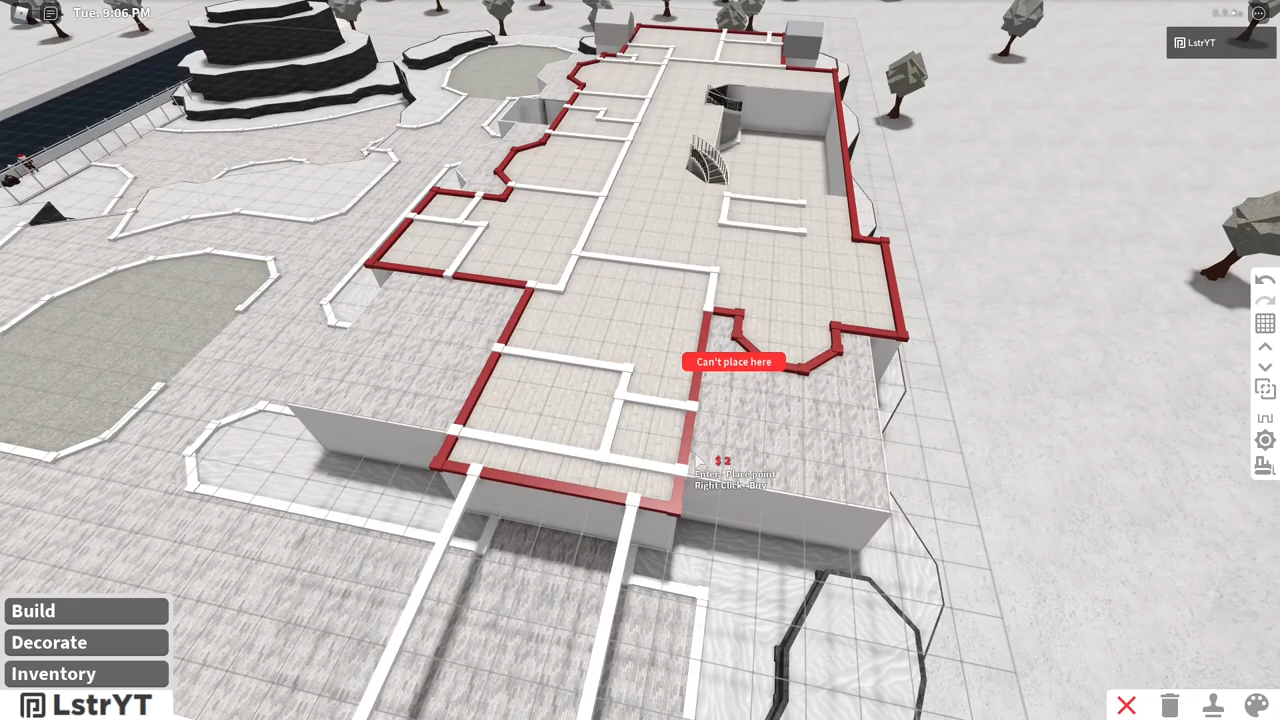 Tue. 9:06 PM
LstrYT
Can't place here
$ 2
Enter - Place point
Right Click - Buy
Build
Decorate
Inventory
LstrYT